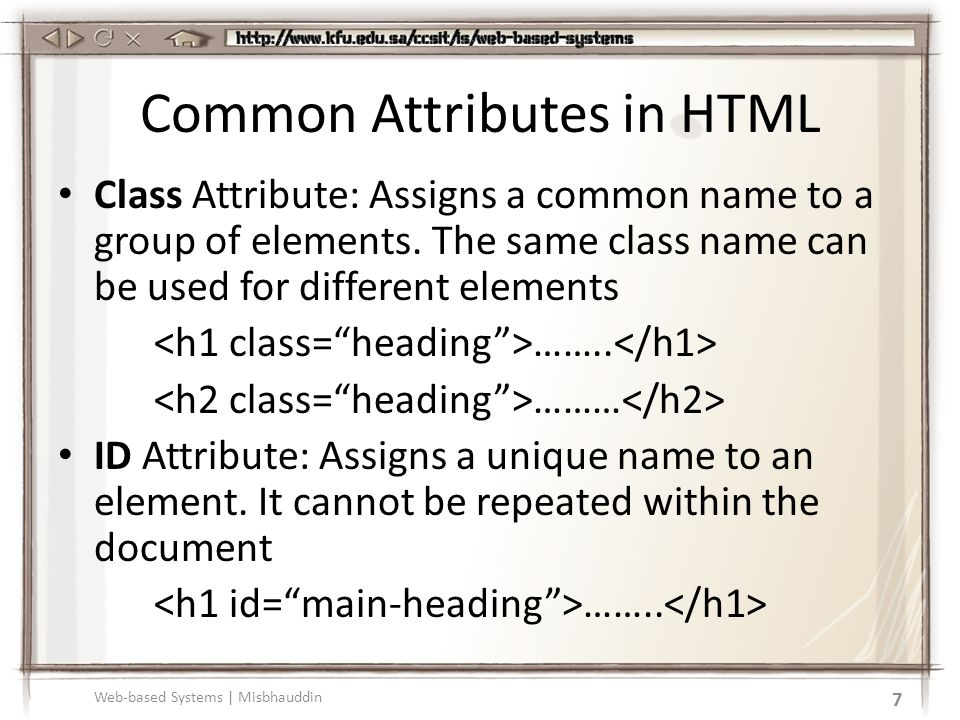 http://www.kfu.edu.sa/ccsit/is/web-based-systems
Common Attributes in HTML
• Class Attribute: Assigns a common name to a
group of elements. The same class name can
be used for different elements
<h1 class=“heading”>……..</h1>
<h2 class=“heading”>………</h2>
• ID Attribute: Assigns a unique name to an
element. It cannot be repeated within the
document
<h1 id=“main-heading”>……..</h1>
Web-based Systems | Misbhauddin
7